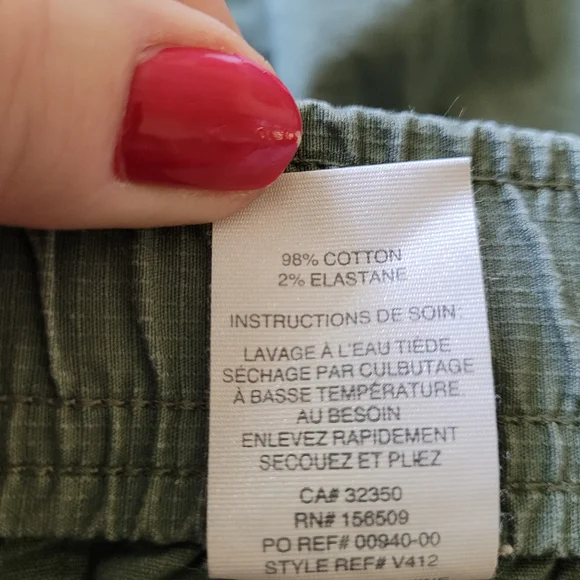 98% COTTON
2% ELASTANE
INSTRUCTIONS DE SOIN:
LAVAGE À L'EAU TIÈDE
SÉCHAGE PAR CULBUTAGE
À BASSE TEMPÉRATURE.
AU BESOIN
ENLEVEZ RAPIDEMENT
SECOUEZ ET PLIEZ
CA# 32350
RN# 156509
PO REF# 00940-00
STYLE REF# V412